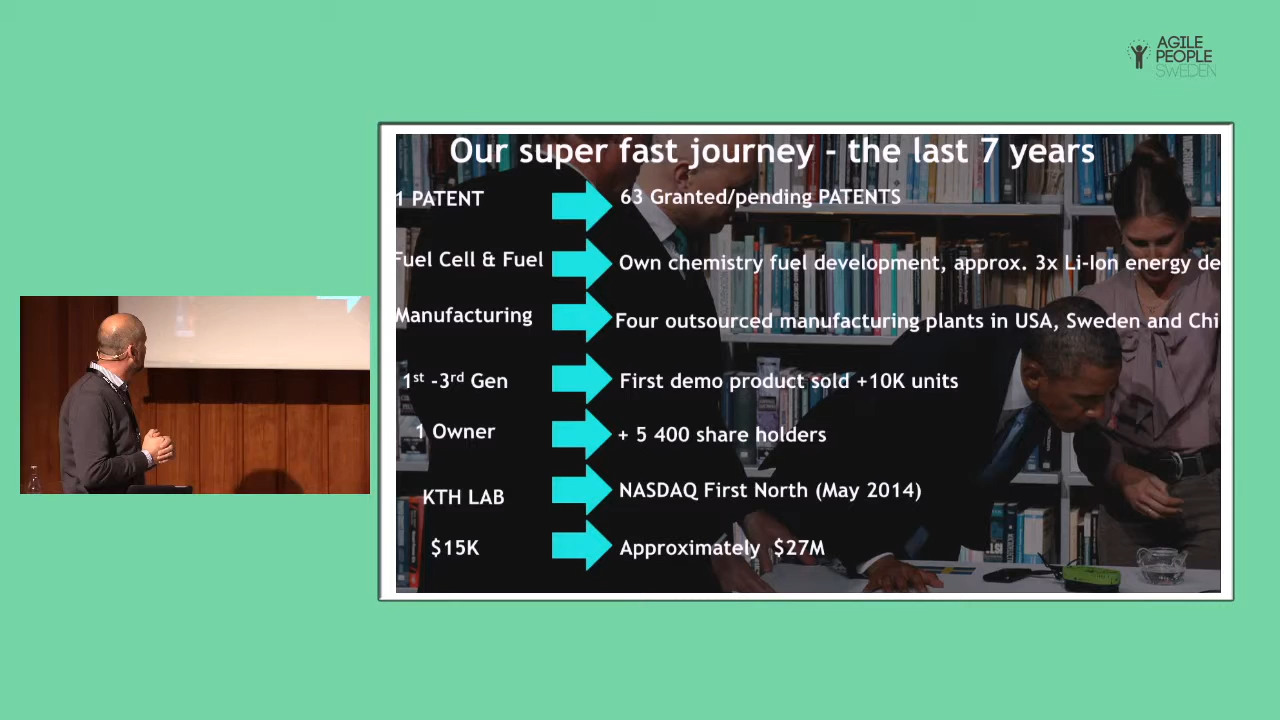 AGILE
PEOPLE
SWEDEN
Our super fast journey - the last 7 years
1 PATENT
63 Granted/pending PATENTS
Fuel Cell & Fuel
Own chemistry fuel development, approx. 3x Li-Ion energy de
Manufacturing
Four outsourced manufacturing plants in USA, Sweden and Chi
1st -3rd Gen
First demo product sold +10K units
1 Owner
+ 5 400 share holders
KTH LAB
NASDAQ First North (May 2014)
$15K
Approximately $27M